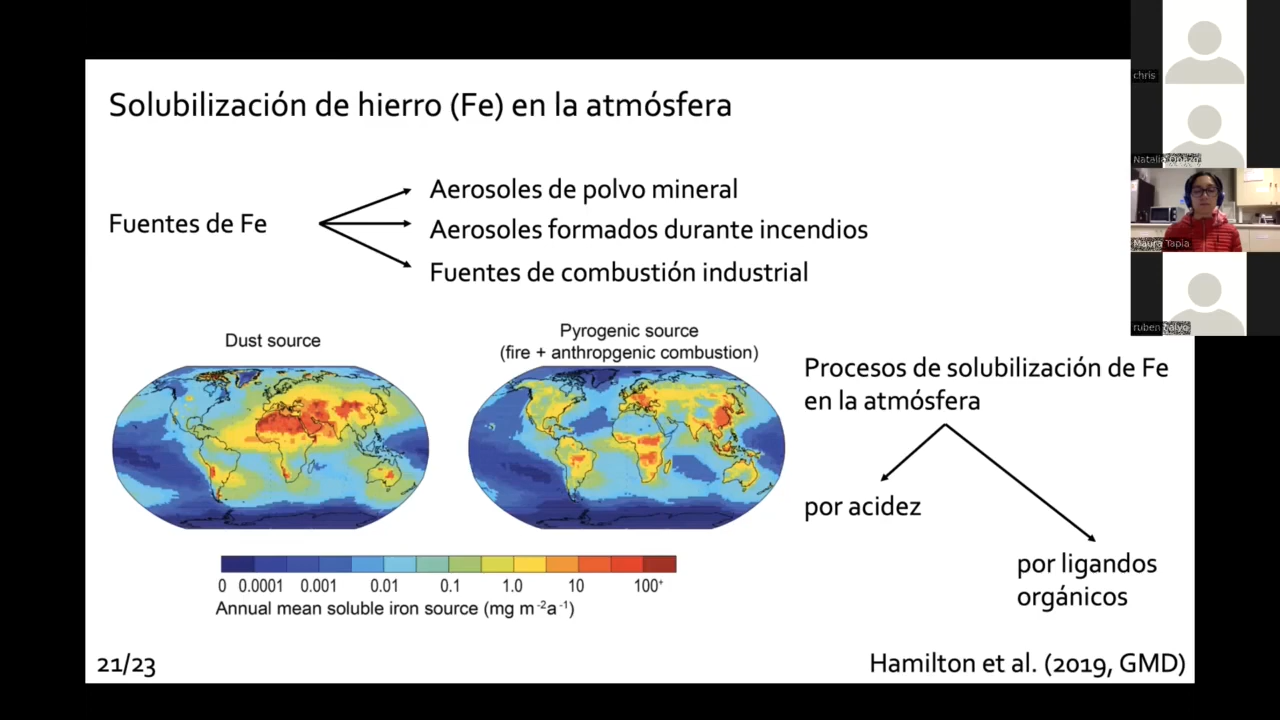 Solubilización de hierro (Fe) en la atmósfera
Fuentes de Fe
Aerosoles de polvo mineral
Aerosoles formados durante incendios
Fuentes de combustión industrial
Dust source
Pyrogenic source
(fire + anthropgenic combustion)
0 0.0001 0.001 0.01 0.1 1.0 10 100⁺
Annual mean soluble iron source (mg m⁻²a⁻¹)
Procesos de solubilización de Fe
en la atmósfera
por acidez
por ligandos
orgánicos
21/23
Hamilton et al. (2019, GMD)
chris
Natalia
Maura Tapia
ruben